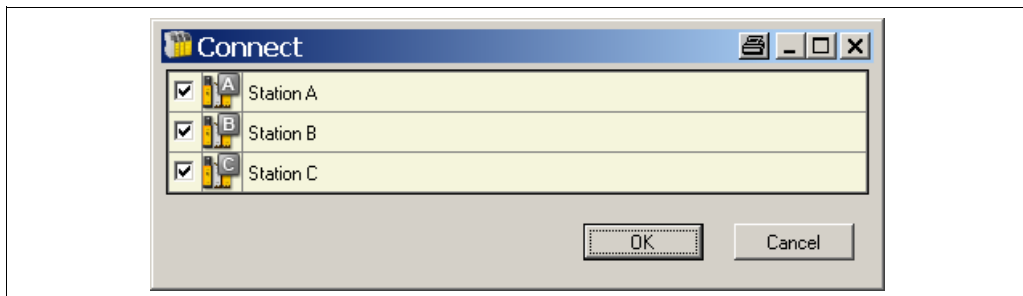 Connect
A Station A
B Station B
C Station C
OK Cancel